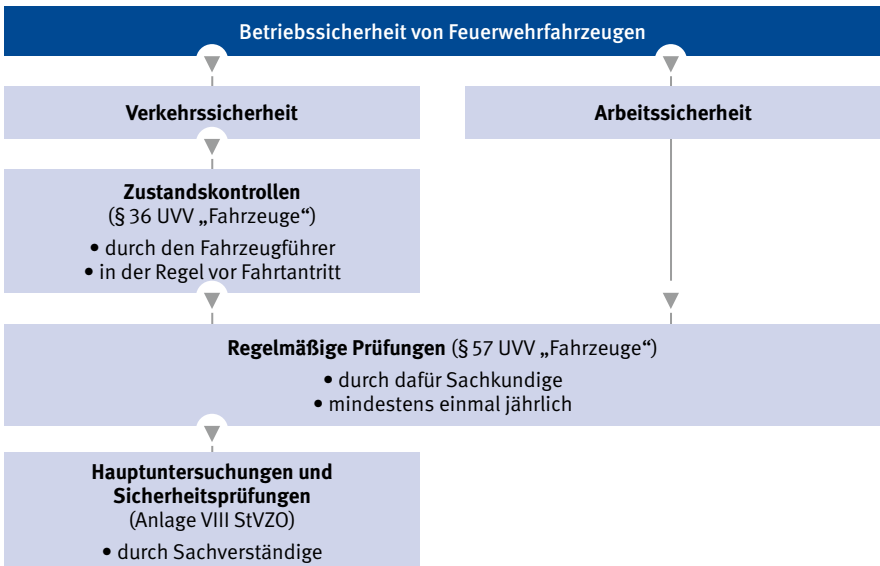 Betriebssicherheit von Feuerwehrfahrzeugen
Verkehrssicherheit
Arbeitssicherheit
Zustandskontrollen
(§ 36 UVV „Fahrzeuge“)
• durch den Fahrzeugführer
• in der Regel vor Fahrtantritt
Regelmäßige Prüfungen (§ 57 UVV „Fahrzeuge“)
• durch dafür Sachkundige
• mindestens einmal jährlich
Hauptuntersuchungen und
Sicherheitsprüfungen
(Anlage VIII StVZO)
• durch Sachverständige